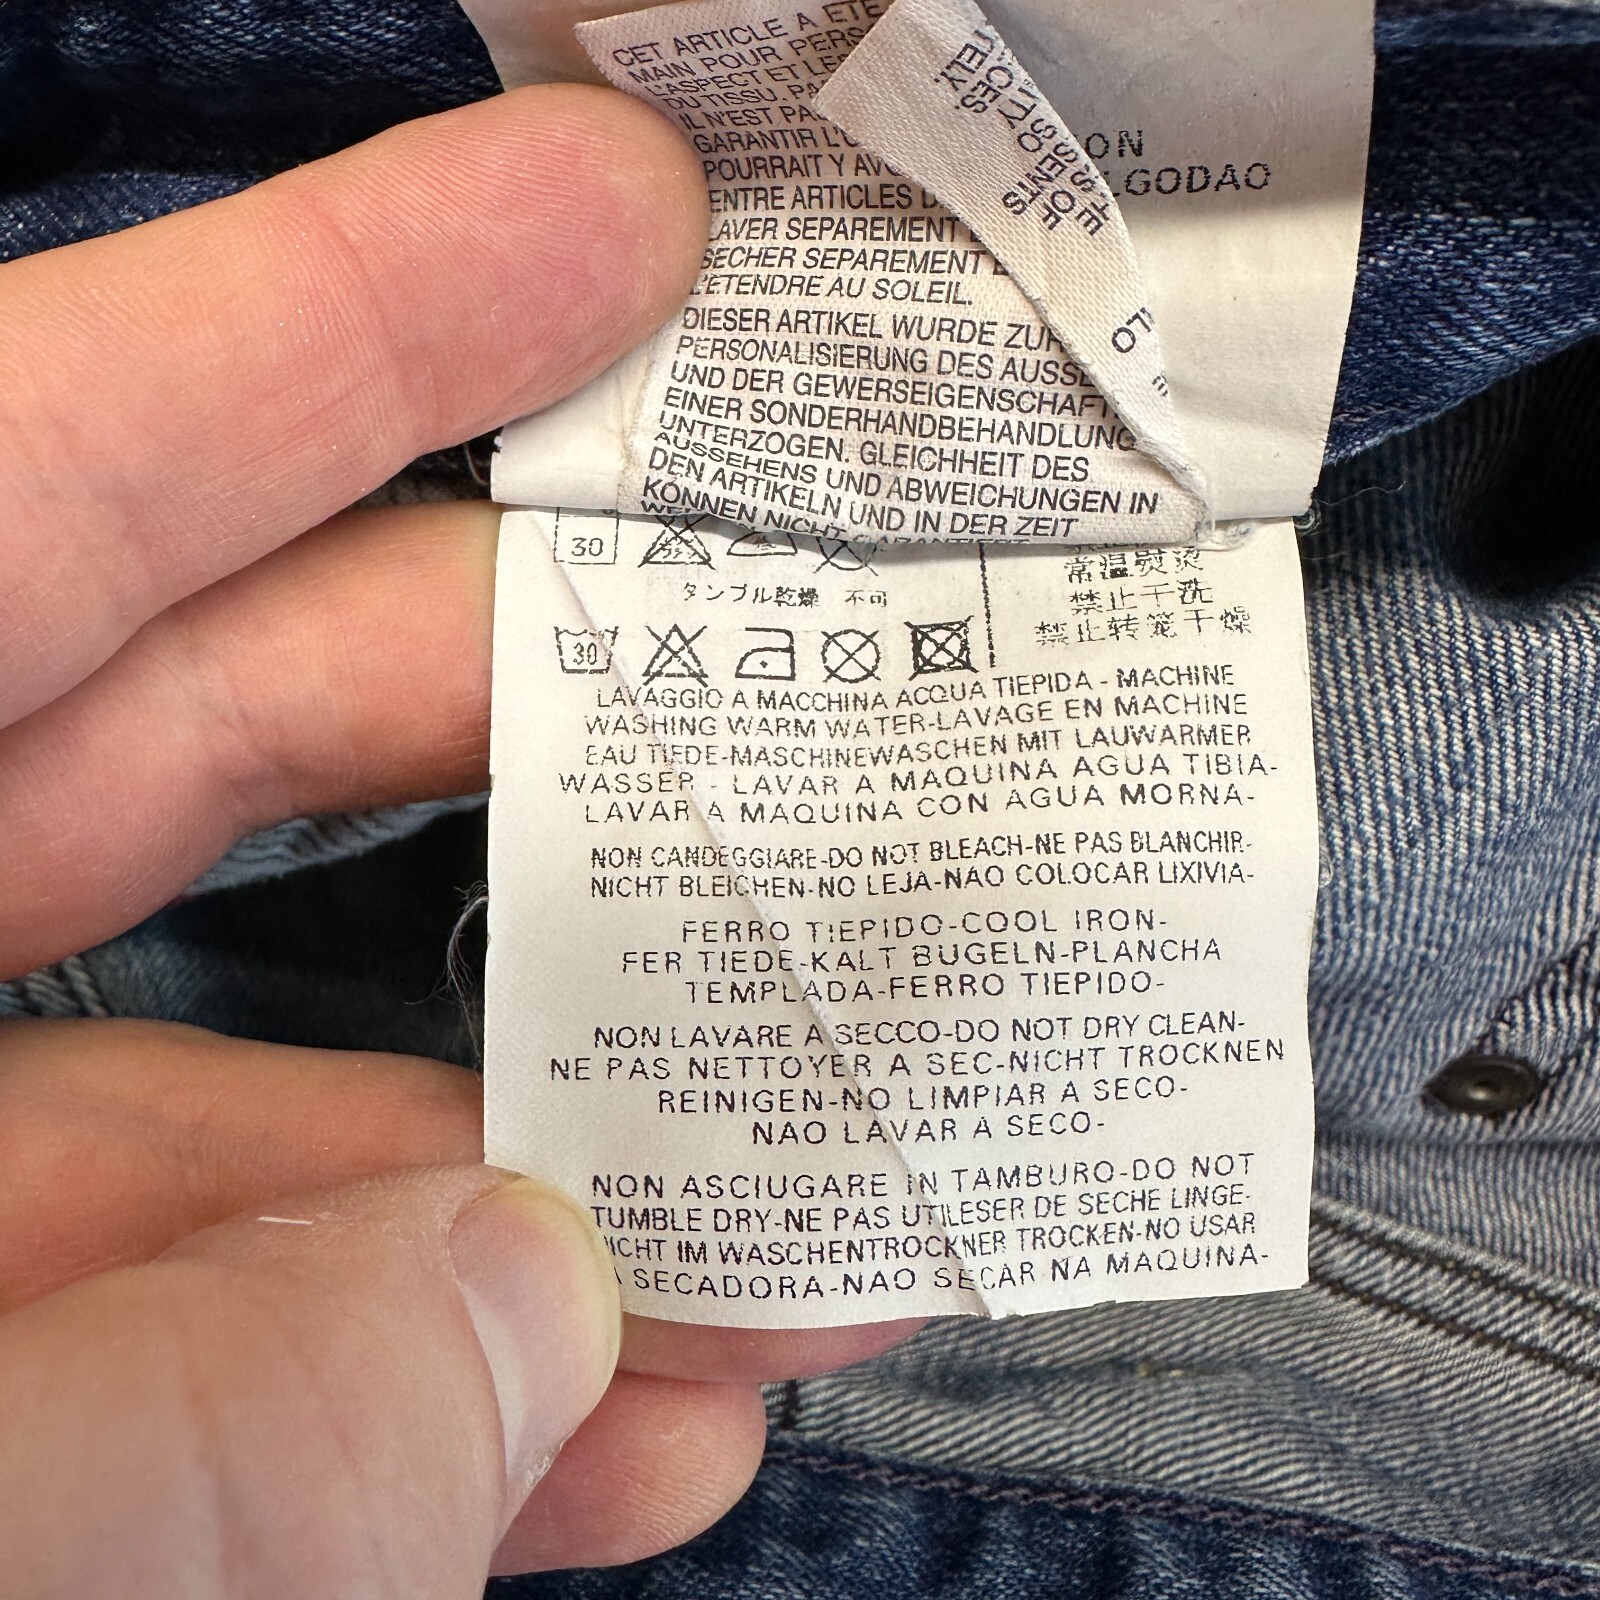 CET ARTICLE A ETE
MAIN POUR PERS
L'ASPECT ET LE
DU TISSU. PA
IL N'EST PA
GARANTIR L'
POURRAIT Y AV
ENTRE ARTICLES D
LAVER SEPAREMENT
SECHER SEPAREMENT
L'ETENDRE AU SOLEIL.
DIESER ARTIKEL WURDE ZUR
PERSONALISIERUNG DES AUSSE
UND DER GEWERSEIGENSCHAFT
EINER SONDERHANDBEHANDLUNG
UNTERZOGEN. GLEICHHEIT DES
AUSSEHENS UND ABWEICHUNGEN IN
DEN ARTIKELN UND IN DER ZEIT
KÖNNEN NICHT GARANTIERT
TELY.
ON
LGODAO
30
タンブル乾燥 不可
常温熨烫
禁止干洗
禁止转笼干燥
30
LAVAGGIO A MACCHINA ACQUA TIEPIDA - MACHINE
WASHING WARM WATER-LAVAGE EN MACHINE
EAU TIEDE-MASCHINEWASCHEN MIT LAUWARMER
WASSER - LAVAR A MAQUINA AGUA TIBIA-
LAVAR A MAQUINA CON AGUA MORNA-
NON CANDEGGIARE-DO NOT BLEACH-NE PAS BLANCHIR-
NICHT BLEICHEN-NO LEJA-NAO COLOCAR LIXIVIA-
FERRO TIEPIDO-COOL IRON-
FER TIEDE-KALT BUGELN-PLANCHA
TEMPLADA-FERRO TIEPIDO-
NON LAVARE A SECCO-DO NOT DRY CLEAN-
NE PAS NETTOYER A SEC-NICHT TROCKNEN
REINIGEN-NO LIMPIAR A SECO-
NAO LAVAR A SECO-
NON ASCIUGARE IN TAMBURO-DO NOT
TUMBLE DRY-NE PAS UTILESER DE SECHE LINGE-
ICHT IM WASCHENTROCKNER TROCKEN-NO USAR
SECADORA-NAO SECAR NA MAQUINA-